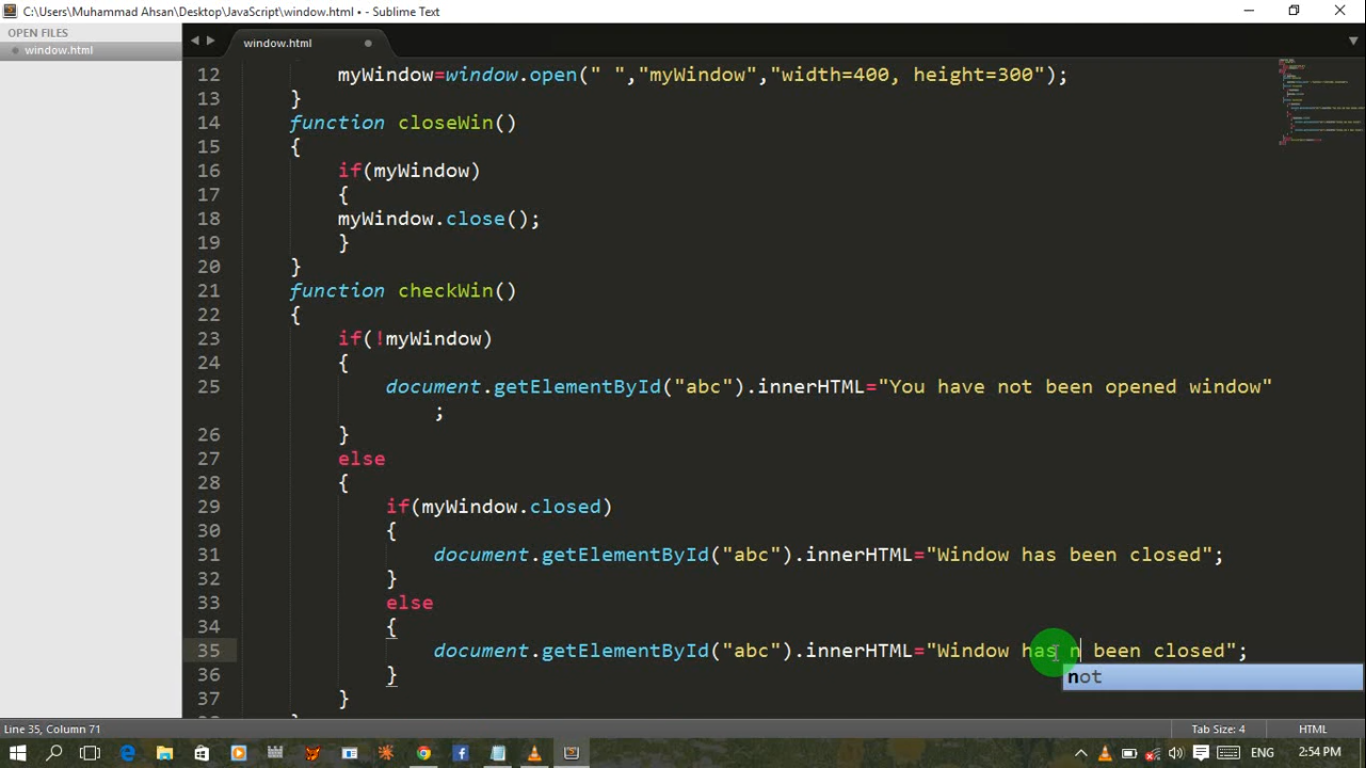 C:\Users\Muhammad Ahsan\Desktop\JavaScript\window.html • - Sublime Text
OPEN FILES
window.html
window.html
12 myWindow=window.open(" ","myWindow","width=400, height=300");
13 }
14 function closeWin()
15 {
16 if(myWindow)
17 {
18 myWindow.close();
19 }
20 }
21 function checkWin()
22 {
23 if(!myWindow)
24 {
25 document.getElementById("abc").innerHTML="You have not been opened window"
;
26 }
27 else
28 {
29 if(myWindow.closed)
30 {
31 document.getElementById("abc").innerHTML="Window has been closed";
32 }
33 else
34 {
35 document.getElementById("abc").innerHTML="Window has n been closed";
not
36 }
37 }
Line 35, Column 71
Tab Size: 4
HTML
ENG
2:54 PM